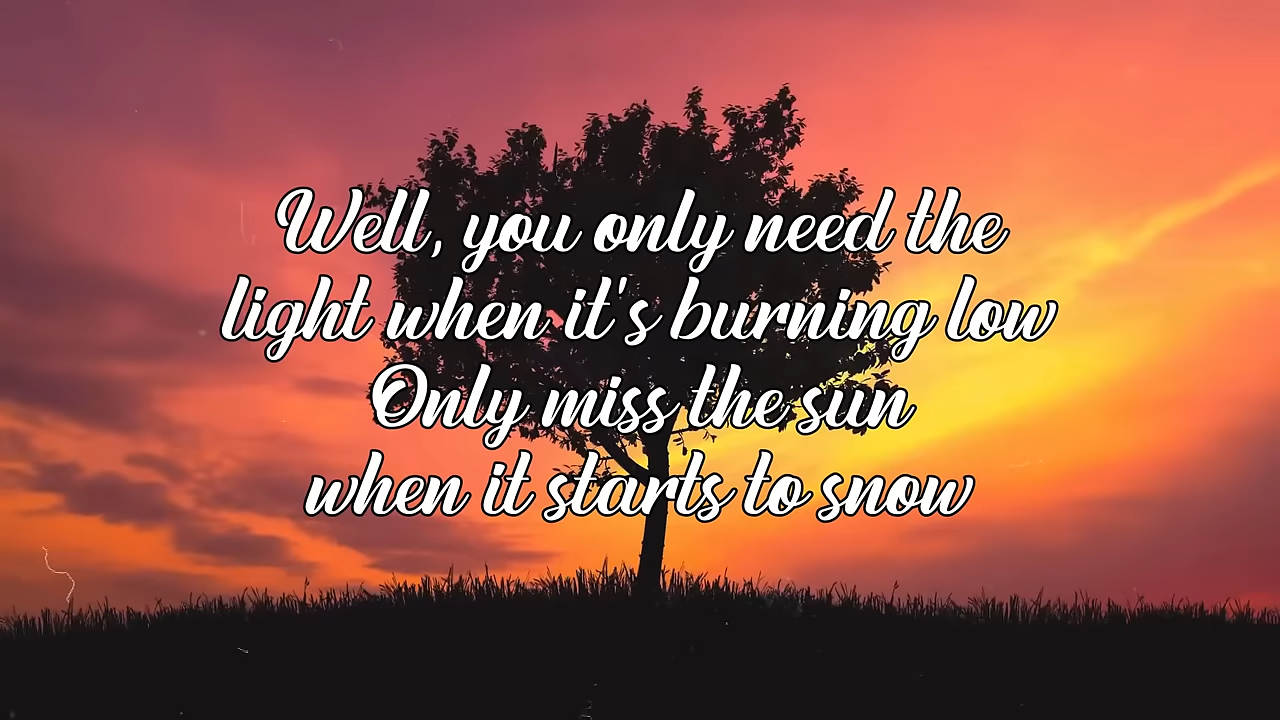 Well, you only need the
light when it's burning low
Only miss the sun
when it starts to snow